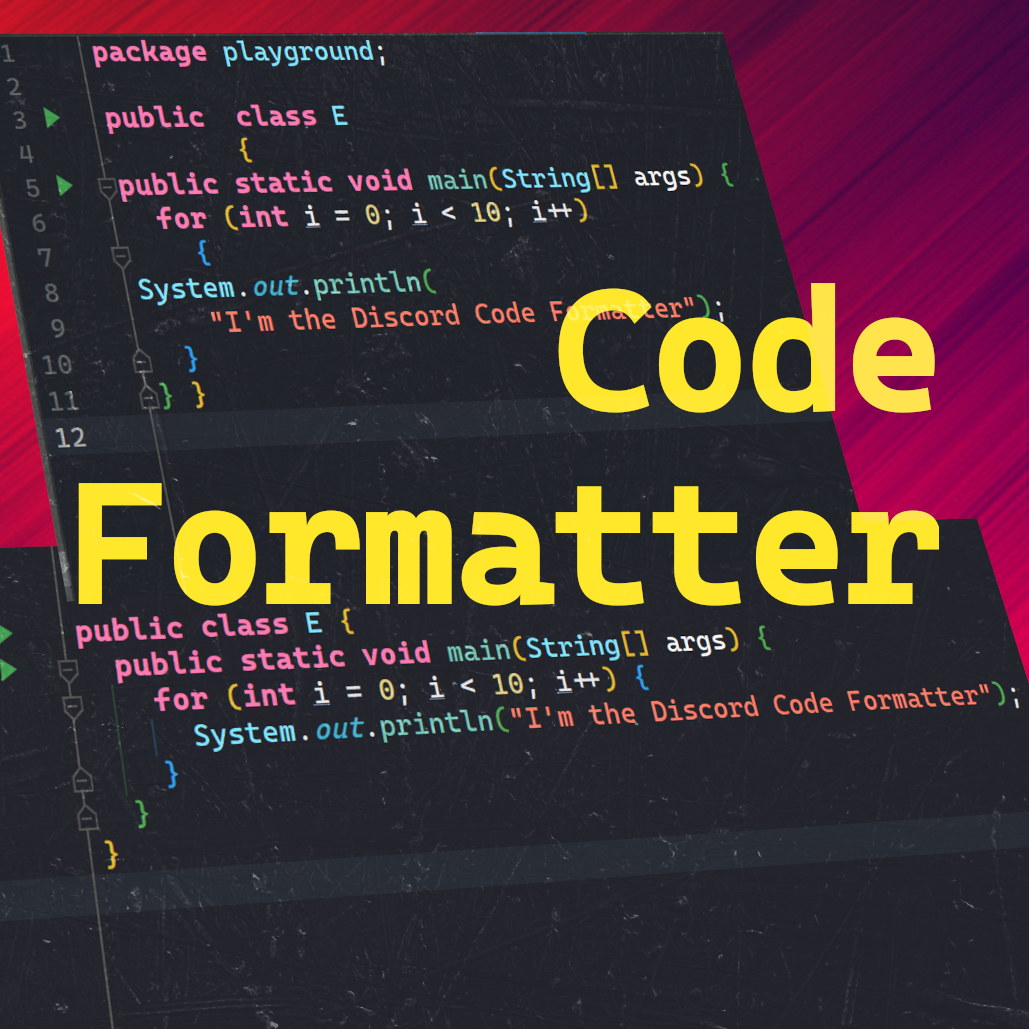 1 package playground;
2
3 public class E
4 {
5 public static void main(String[] args) {
6 for (int i = 0; i < 10; i++)
7 {
8 System.out.println(
9 "I'm the Discord Code Formatter");
10 }
11 } }
12
Code
Formatter
public class E {
public static void main(String[] args) {
for (int i = 0; i < 10; i++) {
System.out.println("I'm the Discord Code Formatter");
}
}
}